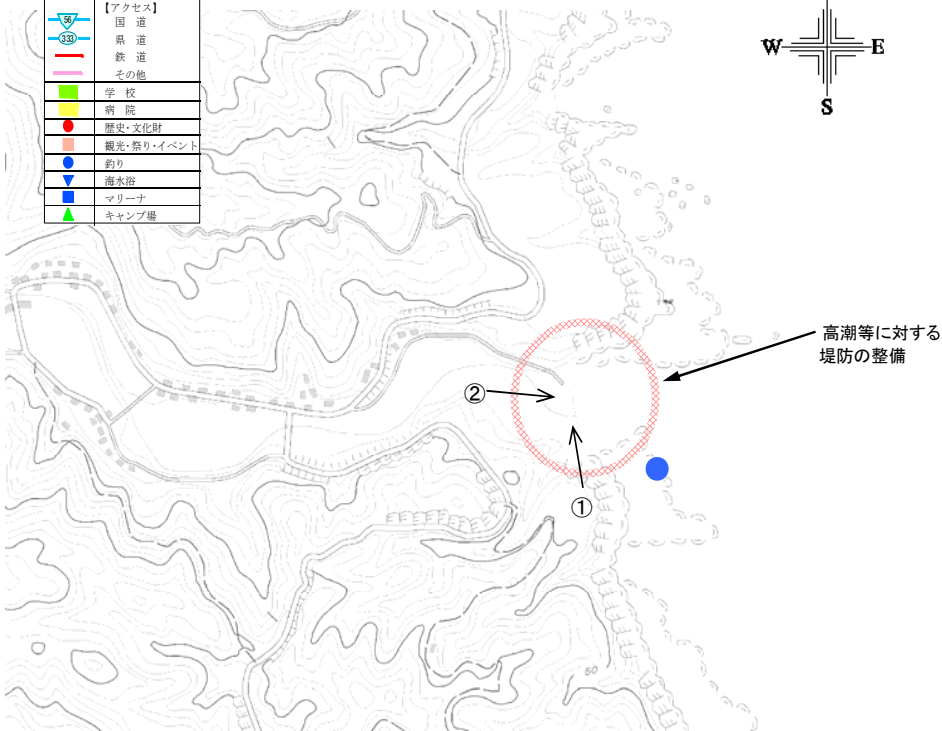 【アクセス】
56 国 道
333 県 道
鉄 道
その他
学 校
病 院
歴史・文化財
観光・祭り・イベント
釣り
海水浴
マリーナ
キャンプ場
W E
S
高潮等に対する
堤防の整備
②
①
50